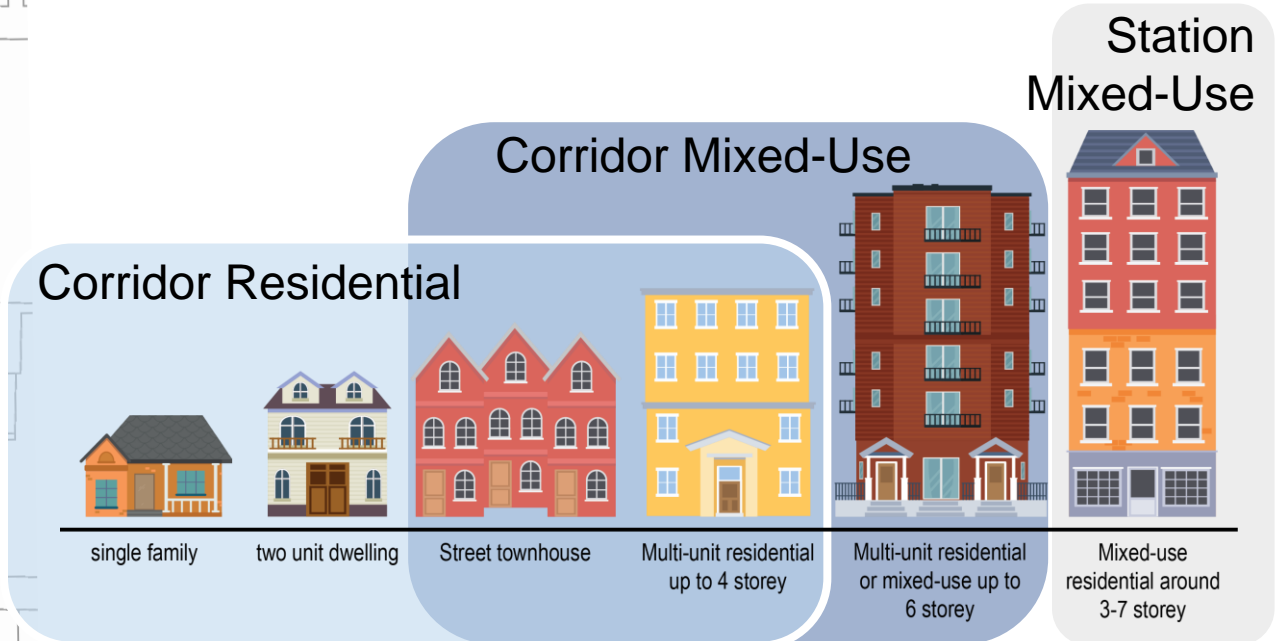 Station
Mixed-Use
Corridor Mixed-Use
Corridor Residential
single family
two unit dwelling
Street townhouse
Multi-unit residential
up to 4 storey
Multi-unit residential
or mixed-use up to
6 storey
Mixed-use
residential around
3-7 storey